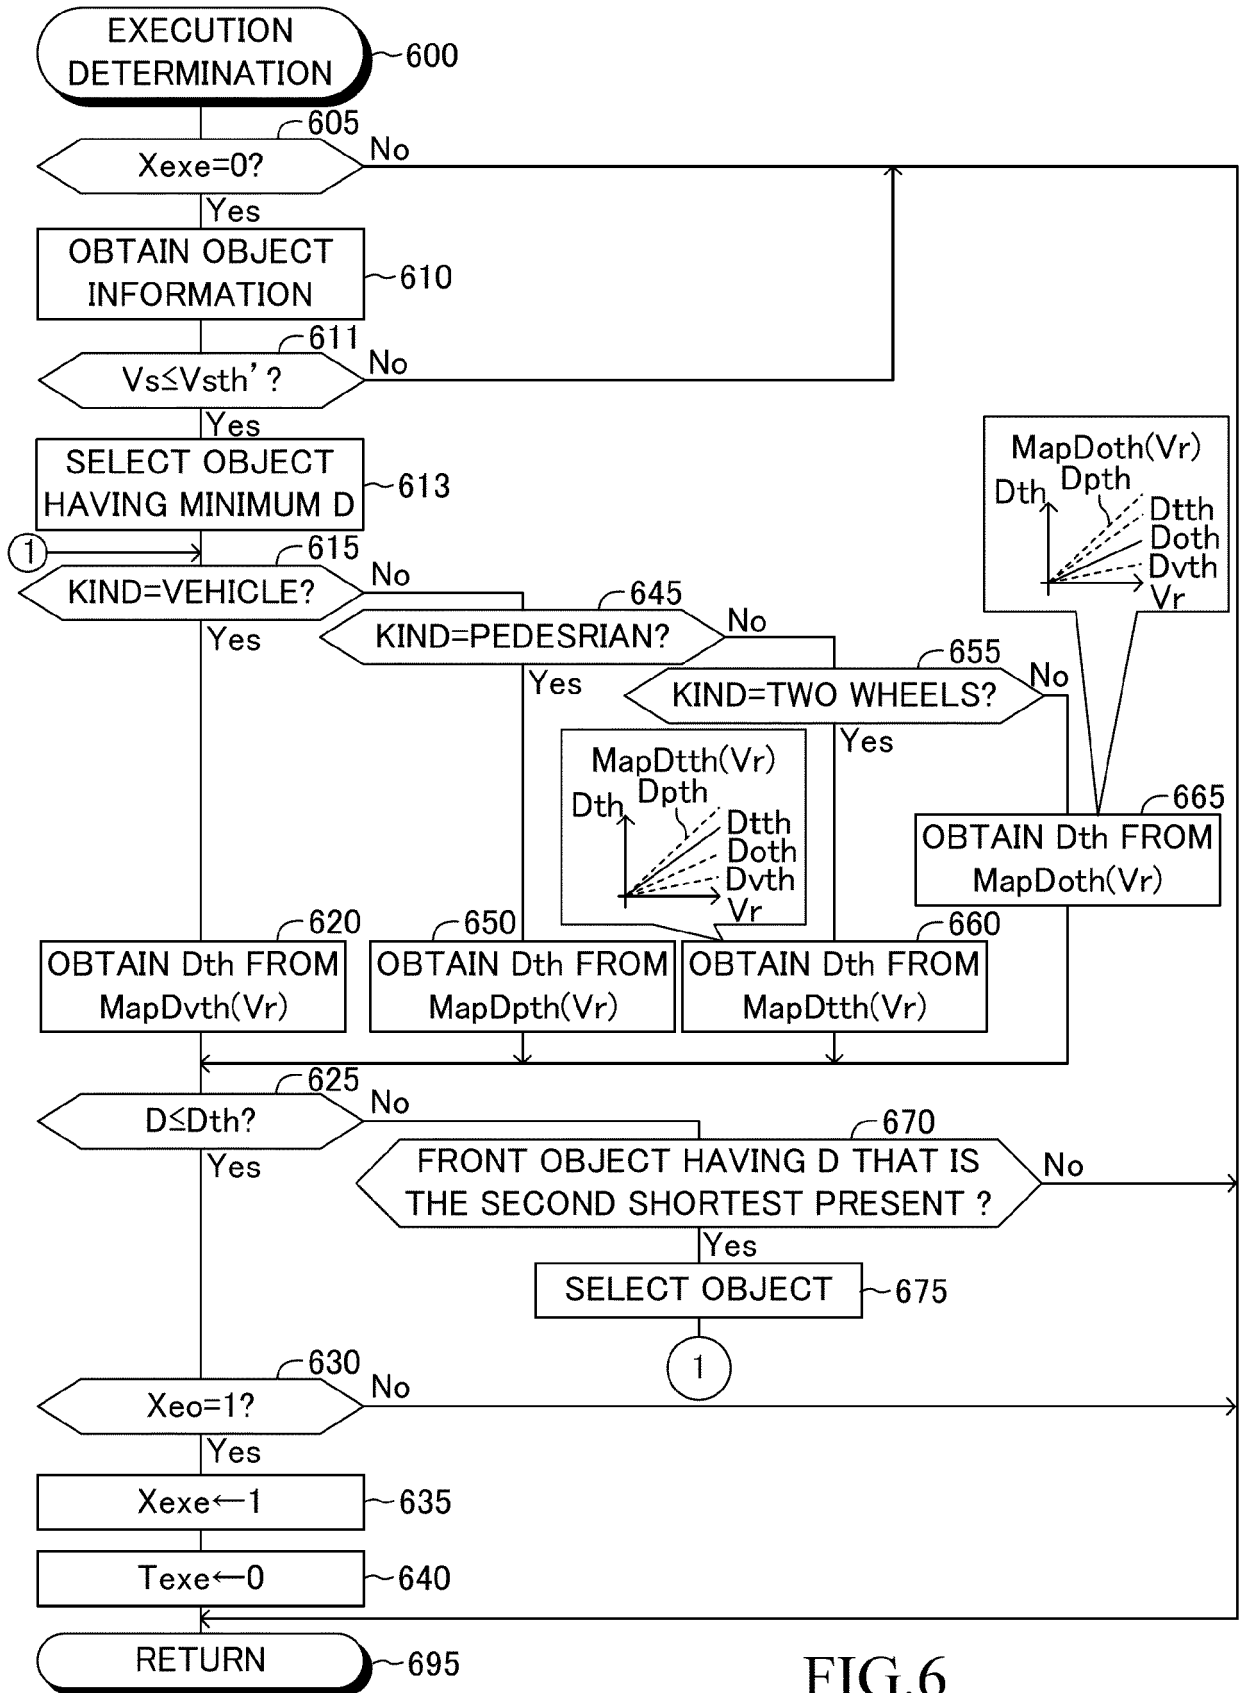 EXECUTION
DETERMINATION
600
605
Xexe=0?
No
Yes
OBTAIN OBJECT
INFORMATION
610
611
Vs≦Vsth’?
No
Yes
SELECT OBJECT
HAVING MINIMUM D
613
1
615
KIND=VEHICLE?
No
Yes
645
KIND=PEDESRIAN?
No
Yes
655
KIND=TWO WHEELS?
No
Yes
MapDoth(Vr)
Dth
Dpth
Dtth
Doth
Dvth
Vr
MapDtth(Vr)
Dth
Dpth
Dtth
Doth
Dvth
Vr
665
OBTAIN Dth FROM
MapDoth(Vr)
620
OBTAIN Dth FROM
MapDvth(Vr)
650
OBTAIN Dth FROM
MapDpth(Vr)
660
OBTAIN Dth FROM
MapDtth(Vr)
625
D≦Dth?
No
Yes
670
FRONT OBJECT HAVING D THAT IS
THE SECOND SHORTEST PRESENT ?
No
Yes
SELECT OBJECT
675
1
630
Xeo=1?
No
Yes
Xexe←1
635
Texe←0
640
RETURN
695
FIG.6